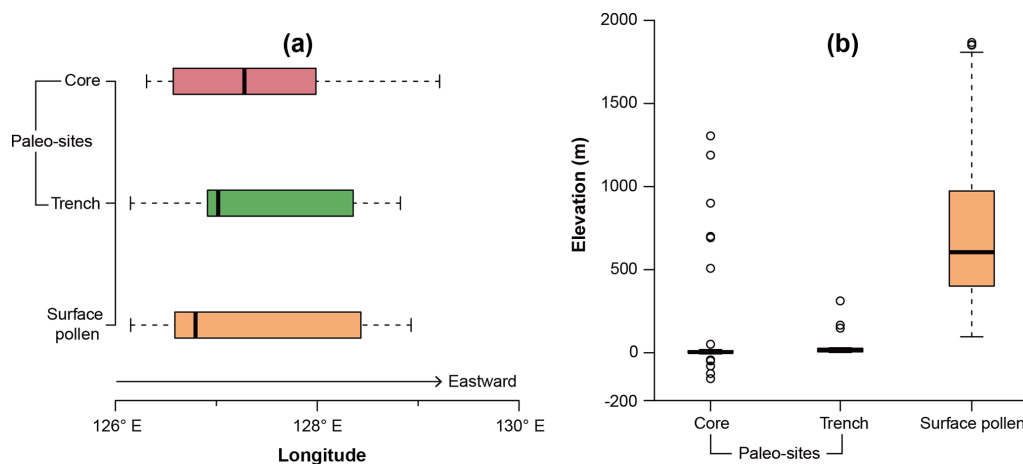 (a)
Core
Paleo-sites
Trench
Surface
pollen
Eastward
126° E
128° E
130° E
Longitude
(b)
Elevation (m)
2000
1500
1000
500
0
-200
Core
Trench
Surface pollen
Paleo-sites